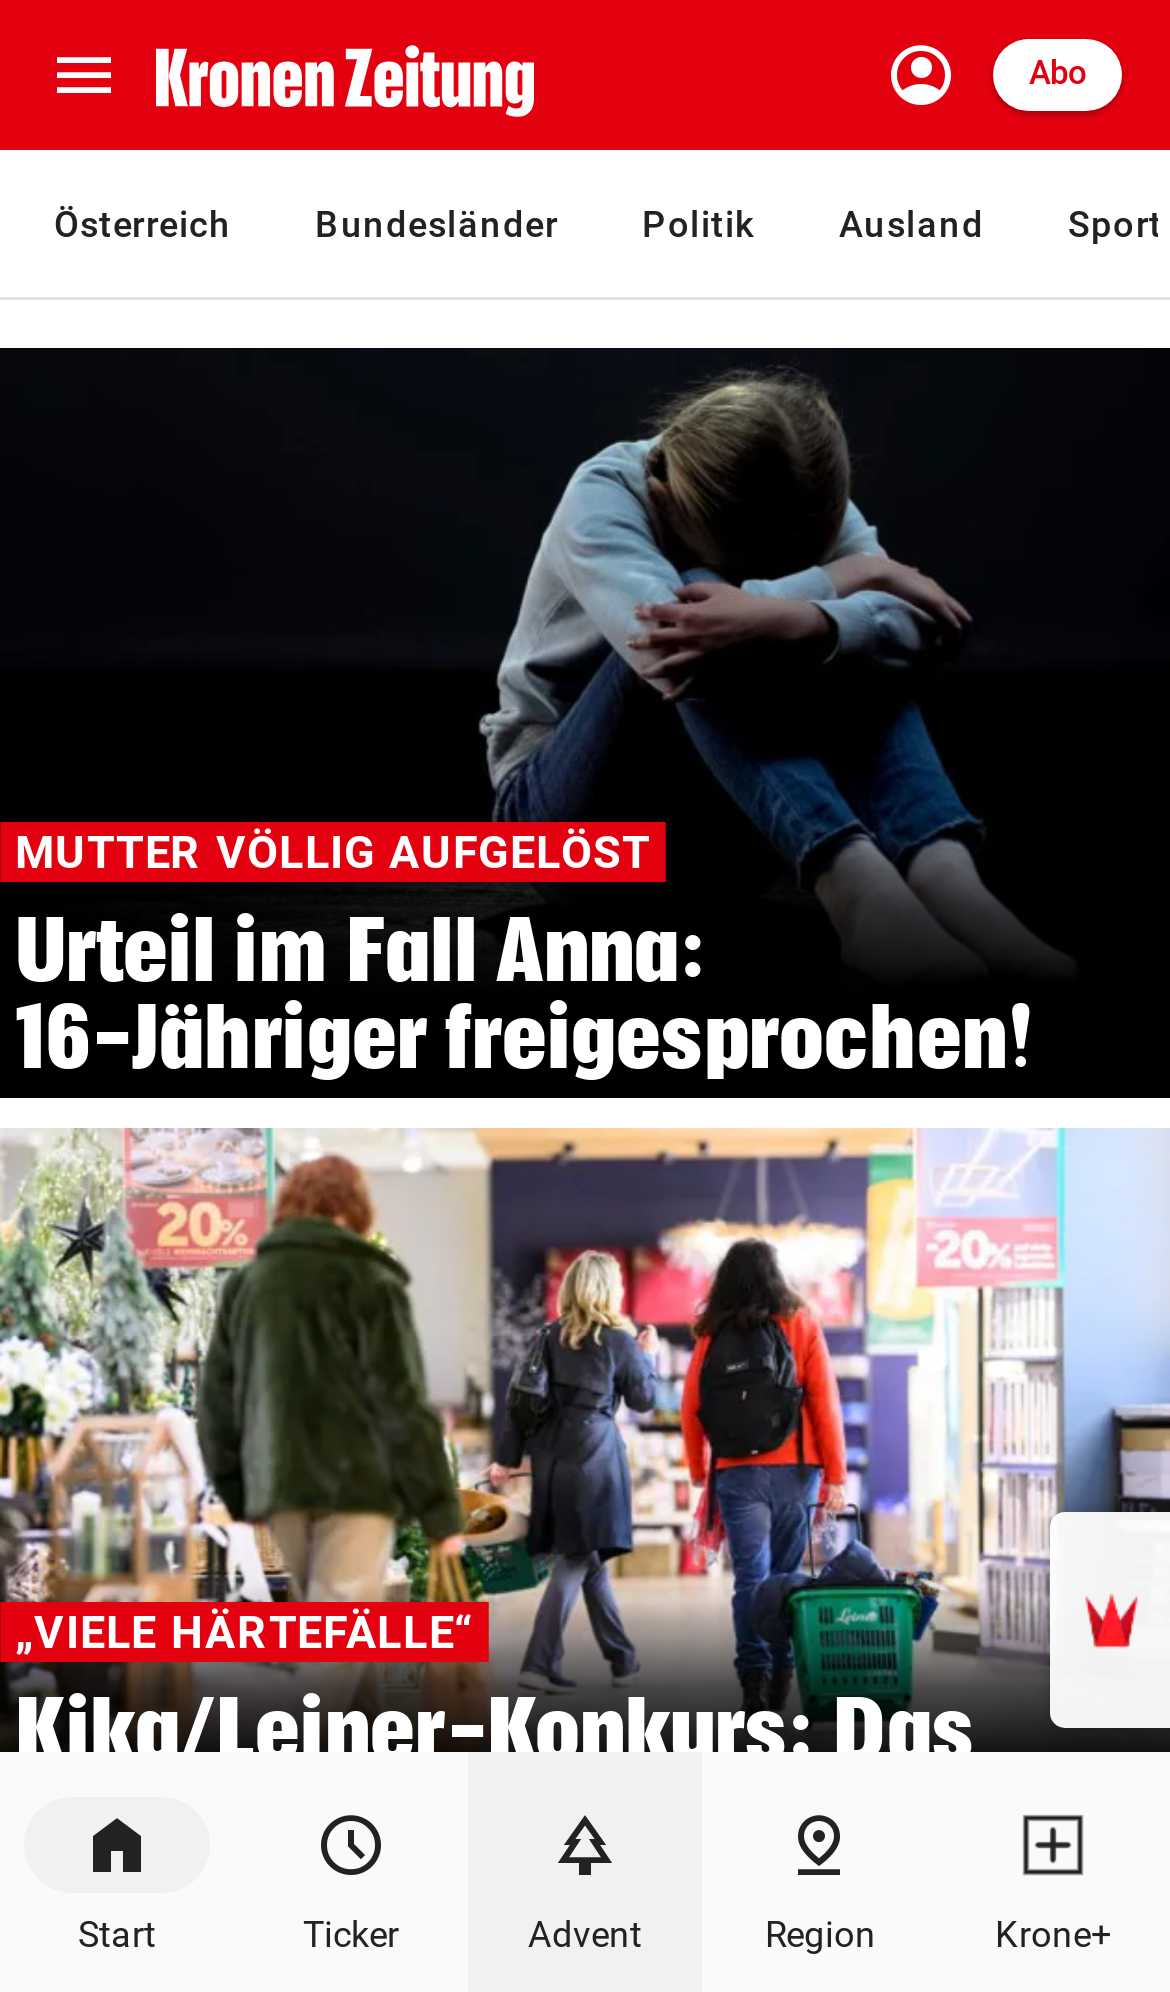 Kronen Zeitung
Abo
Österreich
Bundesländer
Politik
Ausland
Sport
MUTTER VÖLLIG AUFGELÖST
Urteil im Fall Anna:
16-Jähriger freigesprochen!
20%
-20%
Leiner
„VIELE HÄRTEFÄLLE“
Kika/Leiner-Konkurs: Das
Start
Ticker
Advent
Region
Krone+